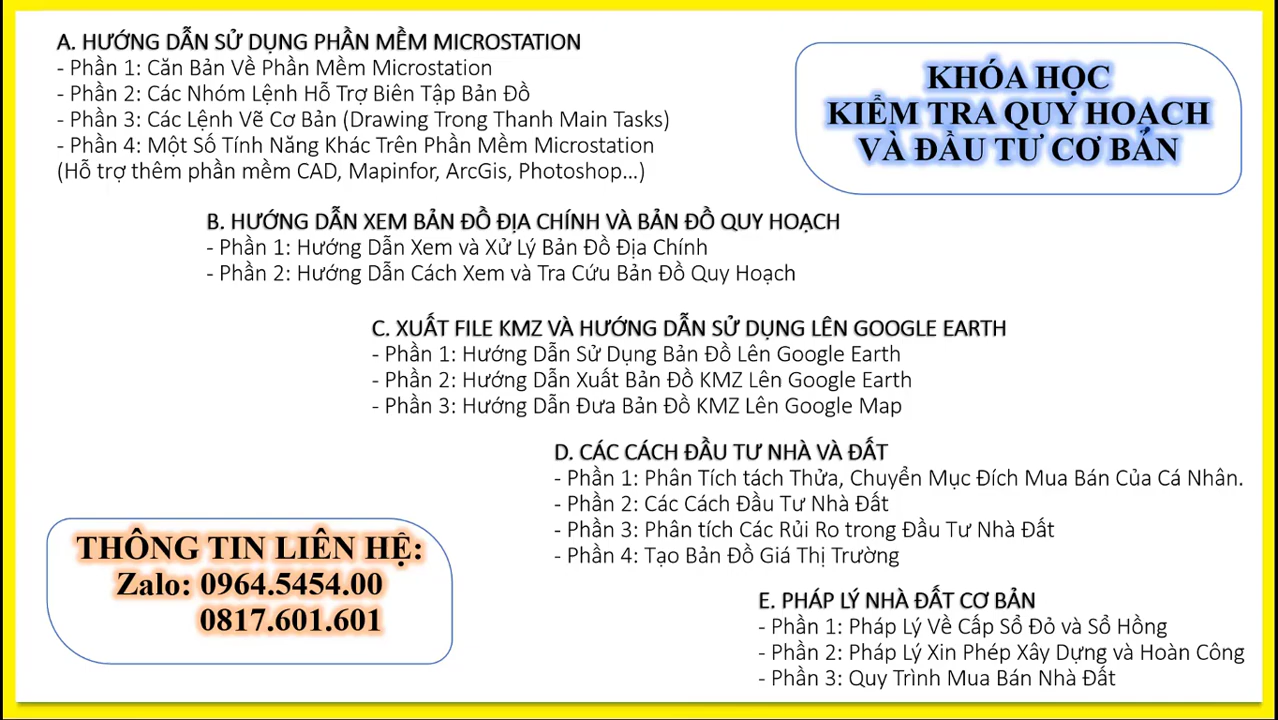 A. HƯỚNG DẪN SỬ DỤNG PHẦN MỀM MICROSTATION
- Phần 1: Căn Bản Về Phần Mềm Microstation
- Phần 2: Các Nhóm Lệnh Hỗ Trợ Biên Tập Bản Đồ
- Phần 3: Các Lệnh Vẽ Cơ Bản (Drawing Trong Thanh Main Tasks)
- Phần 4: Một Số Tính Năng Khác Trên Phần Mềm Microstation
(Hỗ trợ thêm phần mềm CAD, Mapinfor, ArcGis, Photoshop...)
KHÓA HỌC
KIỂM TRA QUY HOẠCH
VÀ ĐẦU TƯ CƠ BẢN
B. HƯỚNG DẪN XEM BẢN ĐỒ ĐỊA CHÍNH VÀ BẢN ĐỒ QUY HOẠCH
- Phần 1: Hướng Dẫn Xem và Xử Lý Bản Đồ Địa Chính
- Phần 2: Hướng Dẫn Cách Xem và Tra Cứu Bản Đồ Quy Hoạch
C. XUẤT FILE KMZ VÀ HƯỚNG DẪN SỬ DỤNG LÊN GOOGLE EARTH
- Phần 1: Hướng Dẫn Sử Dụng Bản Đồ Lên Google Earth
- Phần 2: Hướng Dẫn Xuất Bản Đồ KMZ Lên Google Earth
- Phần 3: Hướng Dẫn Đưa Bản Đồ KMZ Lên Google Map
D. CÁC CÁCH ĐẦU TƯ NHÀ VÀ ĐẤT
- Phần 1: Phân Tích tách Thửa, Chuyển Mục Đích Mua Bán Của Cá Nhân.
- Phần 2: Các Cách Đầu Tư Nhà Đất
- Phần 3: Phân tích Các Rủi Ro trong Đầu Tư Nhà Đất
- Phần 4: Tạo Bản Đồ Giá Thị Trường
THÔNG TIN LIÊN HỆ:
Zalo: 0964.5454.00
0817.601.601
E. PHÁP LÝ NHÀ ĐẤT CƠ BẢN
- Phần 1: Pháp Lý Về Cấp Sổ Đỏ và Sổ Hồng
- Phần 2: Pháp Lý Xin Phép Xây Dựng và Hoàn Công
- Phần 3: Quy Trình Mua Bán Nhà Đất